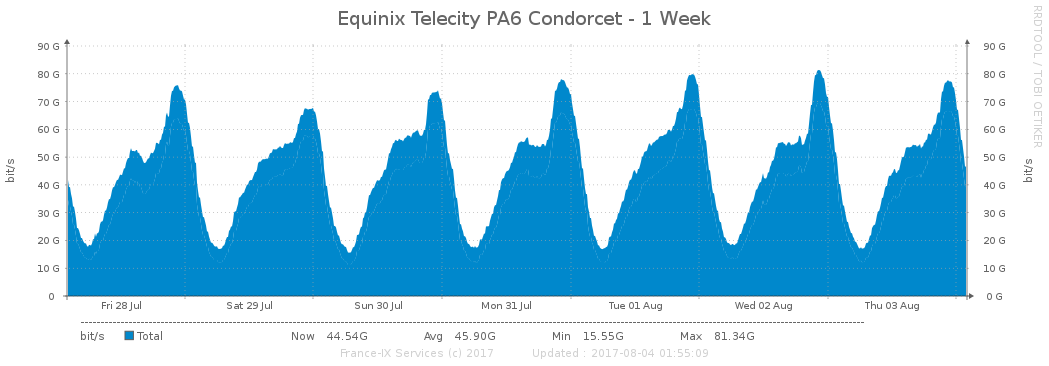 Equinix Telecity PA6 Condorcet - 1 Week
RRDTOOL / TOBI OETIKER
bit/s
90 G 90 G
80 G 80 G
70 G 70 G
60 G 60 G
50 G 50 G
40 G 40 G
30 G 30 G
20 G 20 G
10 G 10 G
0 0 G
bit/s
Fri 28 Jul Sat 29 Jul Sun 30 Jul Mon 31 Jul Tue 01 Aug Wed 02 Aug Thu 03 Aug
bit/s Total Now 44.54G Avg 45.90G Min 15.55G Max 81.34G
France-IX Services (c) 2017 Updated : 2017-08-04 01:55:09